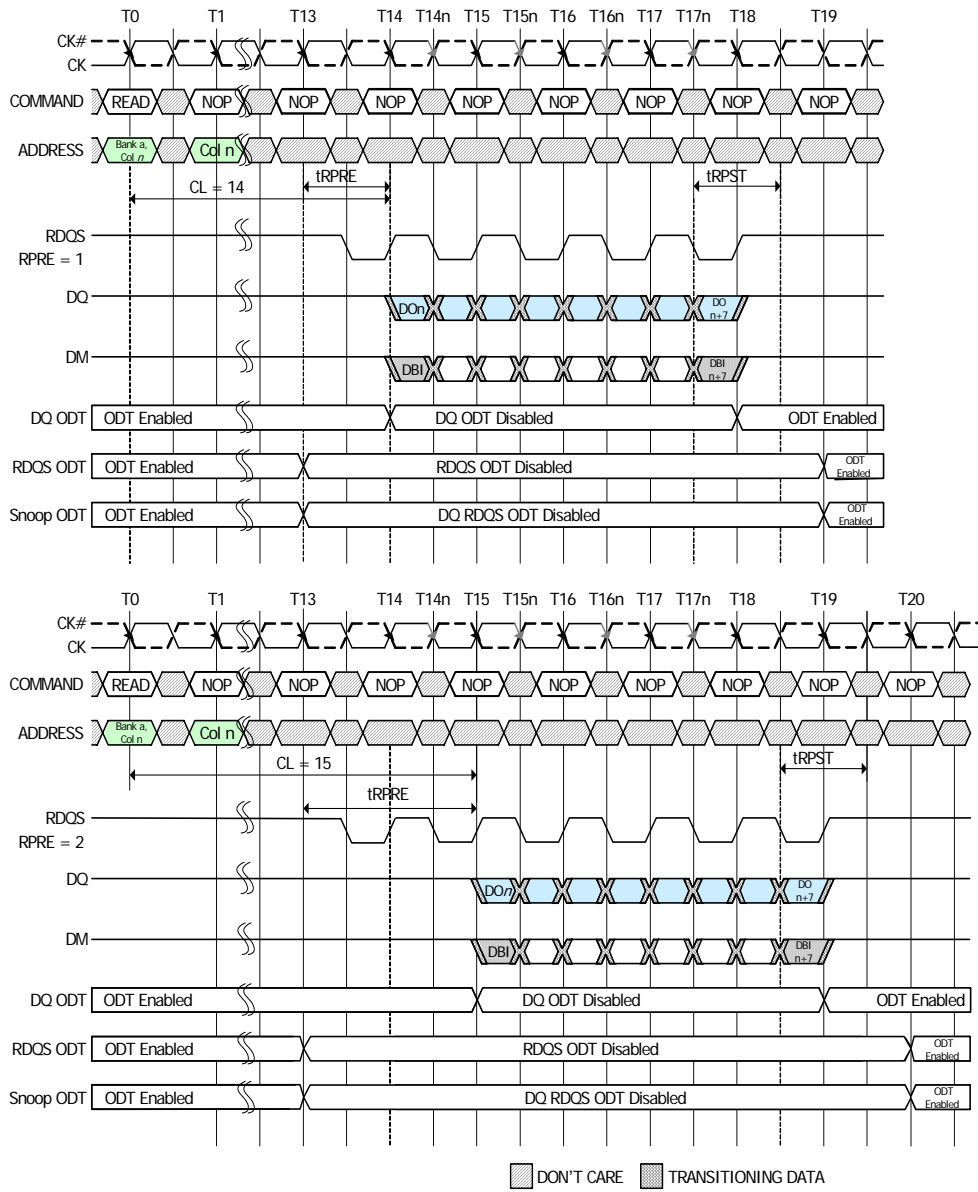 T0 T1 T13 T14 T14n T15 T15n T16 T16n T17 T17n T18 T19
CK#
CK
COMMAND READ NOP NOP NOP NOP NOP NOP NOP NOP
ADDRESS Bank a, Col n Col n
tRPRE tRPST
CL = 14
RDQS
RPRE = 1
DQ DOn DO n+7
DM DBI DBI n+7
DQ ODT ODT Enabled DQ ODT Disabled ODT Enabled
RDQS ODT ODT Enabled RDQS ODT Disabled ODT Enabled
Snoop ODT ODT Enabled DQ RDQS ODT Disabled ODT Enabled
T0 T1 T13 T14 T14n T15 T15n T16 T16n T17 T17n T18 T19 T20
CK#
CK
COMMAND READ NOP NOP NOP NOP NOP NOP NOP NOP NOP
ADDRESS Bank a, Col n Col n
CL = 15 tRPST
tRPRE
RDQS
RPRE = 2
DQ DOn DO n+7
DM DBI DBI n+7
DQ ODT ODT Enabled DQ ODT Disabled ODT Enabled
RDQS ODT ODT Enabled RDQS ODT Disabled ODT Enabled
Snoop ODT ODT Enabled DQ RDQS ODT Disabled ODT Enabled
DON'T CARE TRANSITIONING DATA